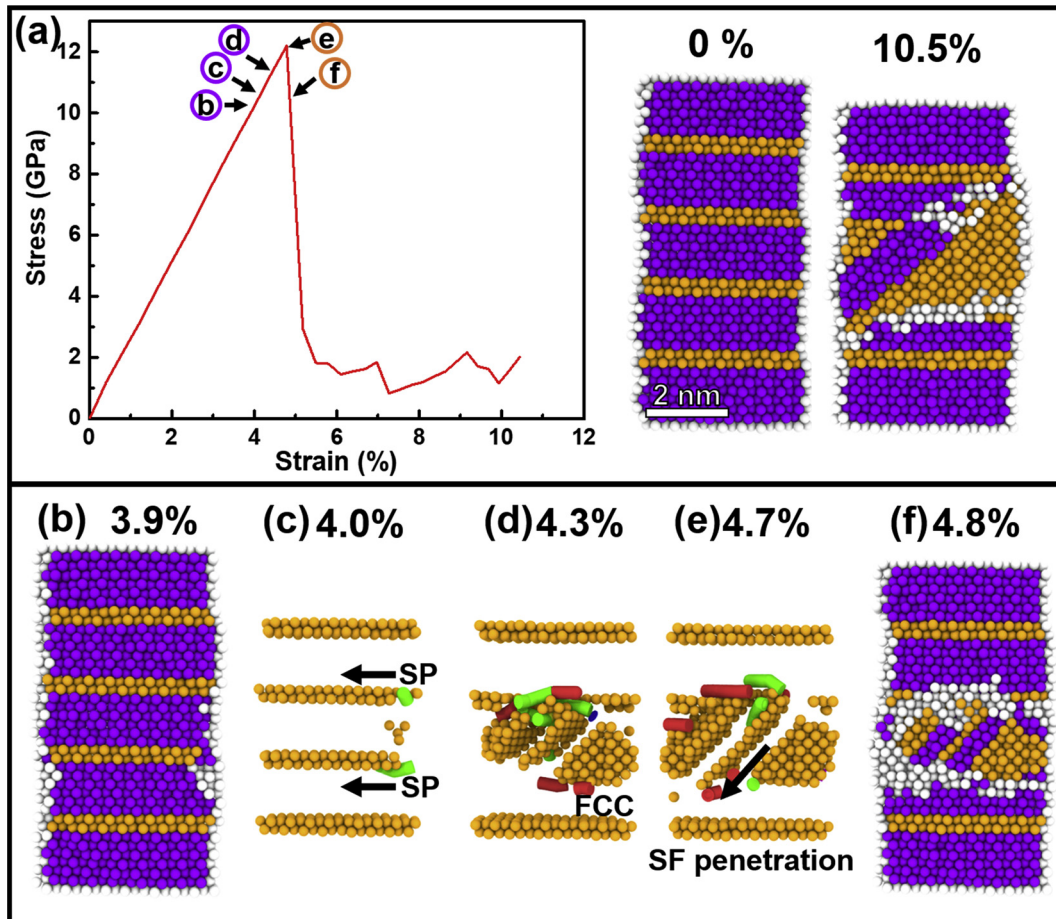 (a)
Stress (GPa)
12
10
8
6
4
2
0
0 2 4 6 8 10 12
Strain (%)
d
c
b
e
f
0 % 10.5%
2 nm
(b) 3.9% (c) 4.0% (d) 4.3% (e) 4.7% (f) 4.8%
SP
SP
FCC
SF penetration